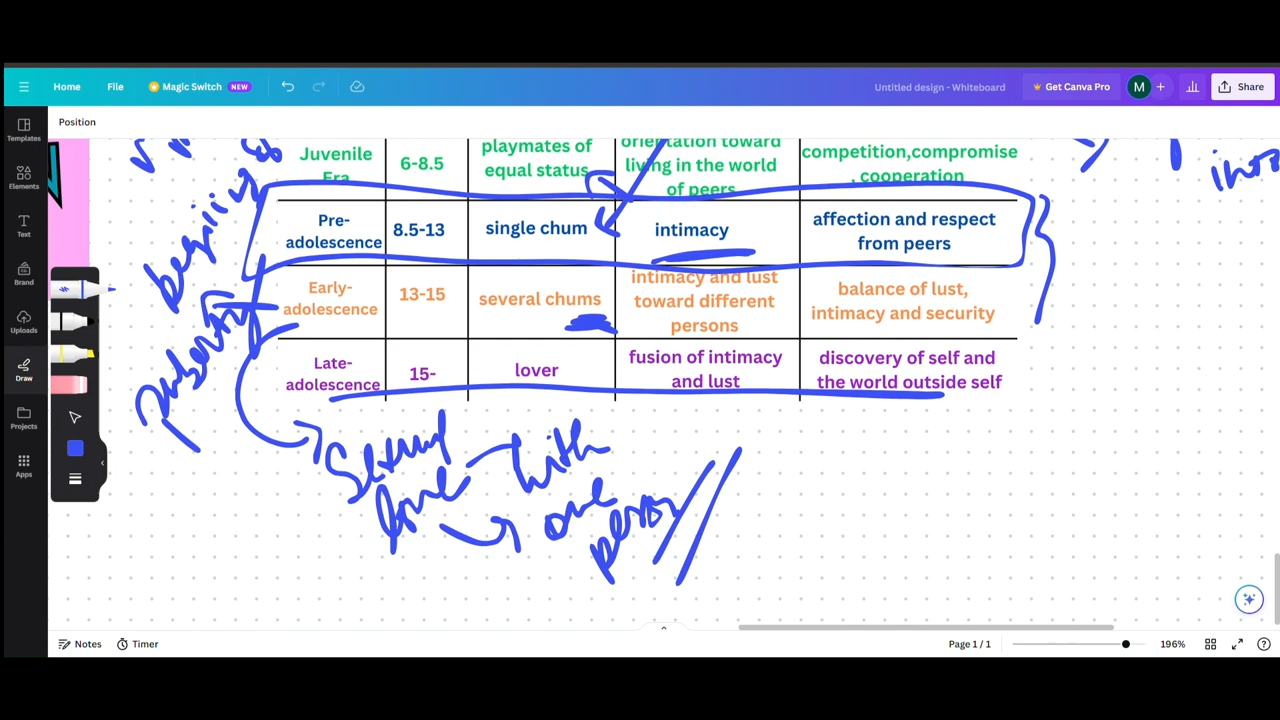 Home File Magic Switch NEW Untitled design - Whiteboard Get Canva Pro M + Share
Position
Templates
Elements
Text
Brand
Uploads
Draw
Projects
Apps
Juvenile Era 6-8.5 playmates of equal status orientation toward living in the world of peers competition,compromise , cooperation
Pre-adolescence 8.5-13 single chum intimacy affection and respect from peers
Early-adolescence 13-15 several chums intimacy and lust toward different persons balance of lust, intimacy and security
Late-adolescence 15- lover fusion of intimacy and lust discovery of self and the world outside self
puberty
with
one
person
Notes Timer Page 1 / 1 196%